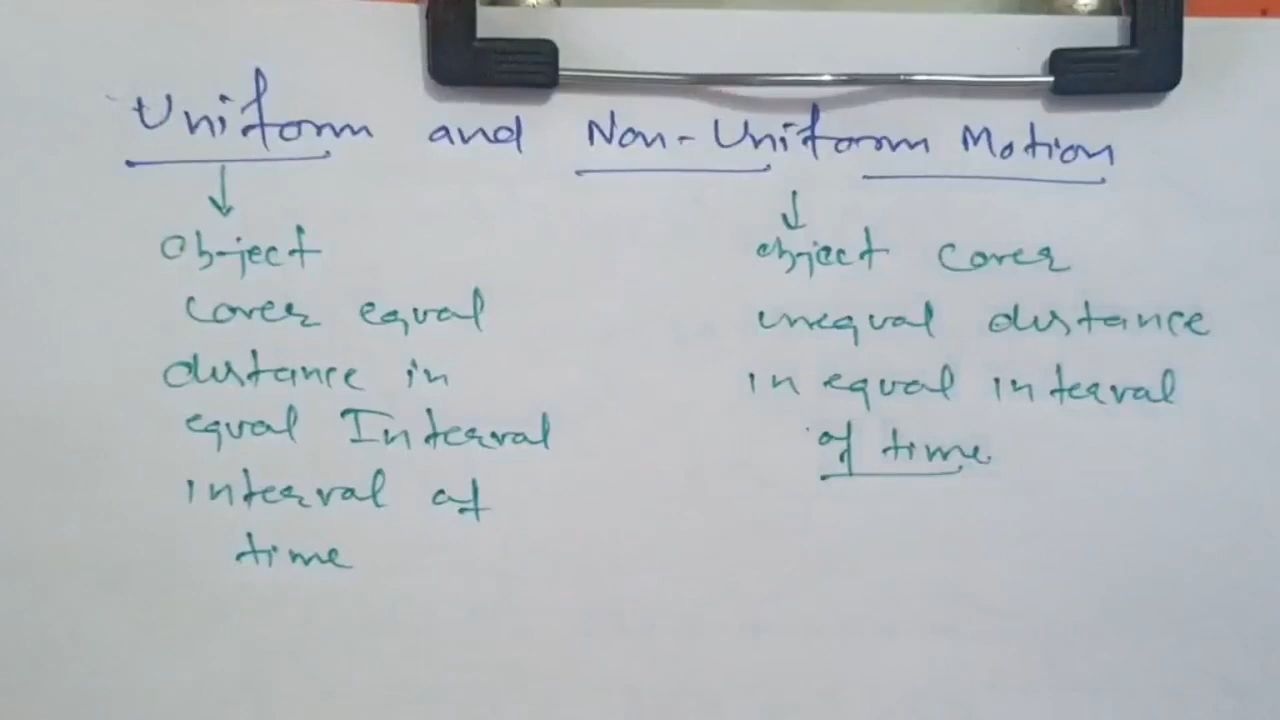 Uniform and Non-Uniform Motion
Object
cover equal
distance in
equal Interval
interval of
time
object cover
unequal distance
in equal interval
of time